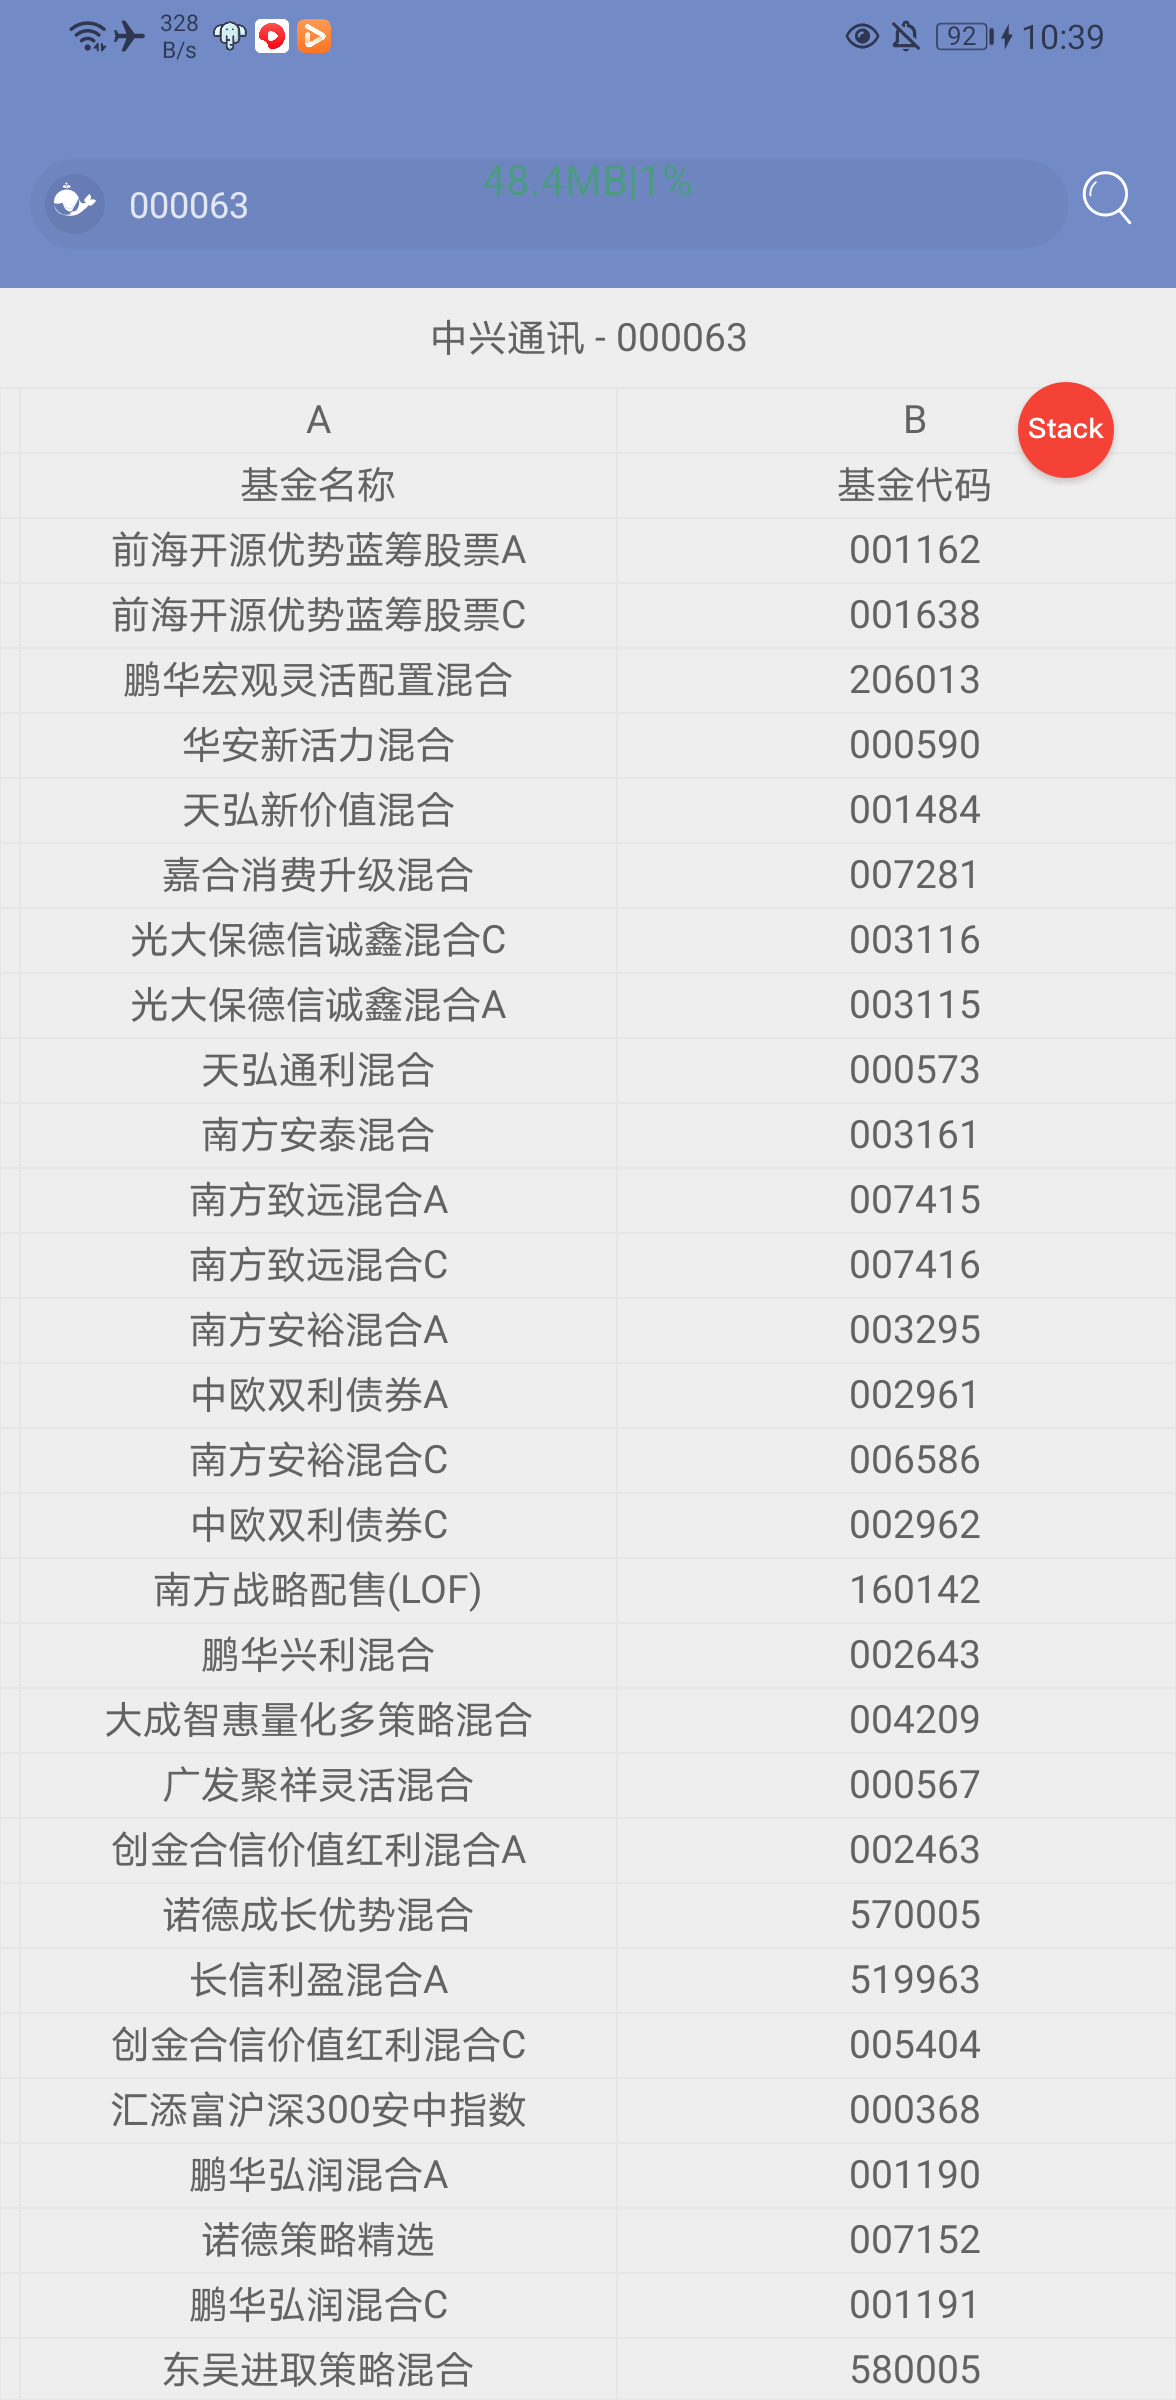 328
B/s
92
10:39
000063
48.4MB|1%
中兴通讯 - 000063
A B
Stack
基金名称 基金代码
前海开源优势蓝筹股票A 001162
前海开源优势蓝筹股票C 001638
鹏华宏观灵活配置混合 206013
华安新活力混合 000590
天弘新价值混合 001484
嘉合消费升级混合 007281
光大保德信诚鑫混合C 003116
光大保德信诚鑫混合A 003115
天弘通利混合 000573
南方安泰混合 003161
南方致远混合A 007415
南方致远混合C 007416
南方安裕混合A 003295
中欧双利债券A 002961
南方安裕混合C 006586
中欧双利债券C 002962
南方战略配售(LOF) 160142
鹏华兴利混合 002643
大成智惠量化多策略混合 004209
广发聚祥灵活混合 000567
创金合信价值红利混合A 002463
诺德成长优势混合 570005
长信利盈混合A 519963
创金合信价值红利混合C 005404
汇添富沪深300安中指数 000368
鹏华弘润混合A 001190
诺德策略精选 007152
鹏华弘润混合C 001191
东吴进取策略混合 580005